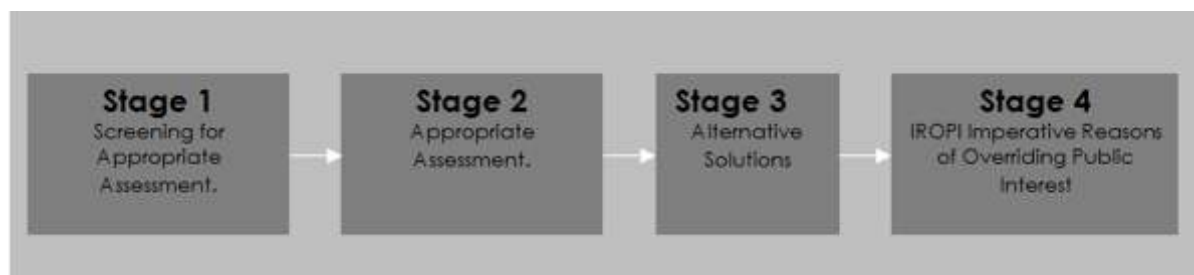 Stage 1
Screening for
Appropriate
Assessment.
Stage 2
Appropriate
Assessment.
Stage 3
Alternative
Solutions
Stage 4
IROPI Imperative Reasons
of Overriding Public
Interest